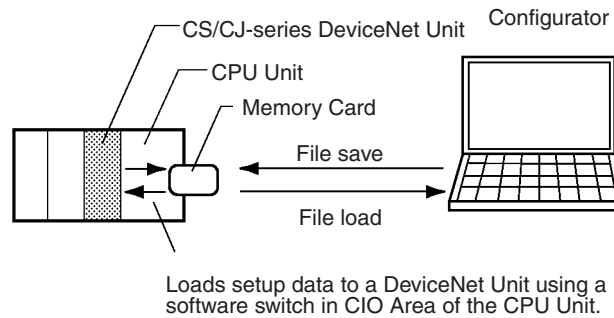 CS/CJ-series DeviceNet Unit
Configurator
CPU Unit
Memory Card
File save
File load
Loads setup data to a DeviceNet Unit using a
software switch in CIO Area of the CPU Unit.